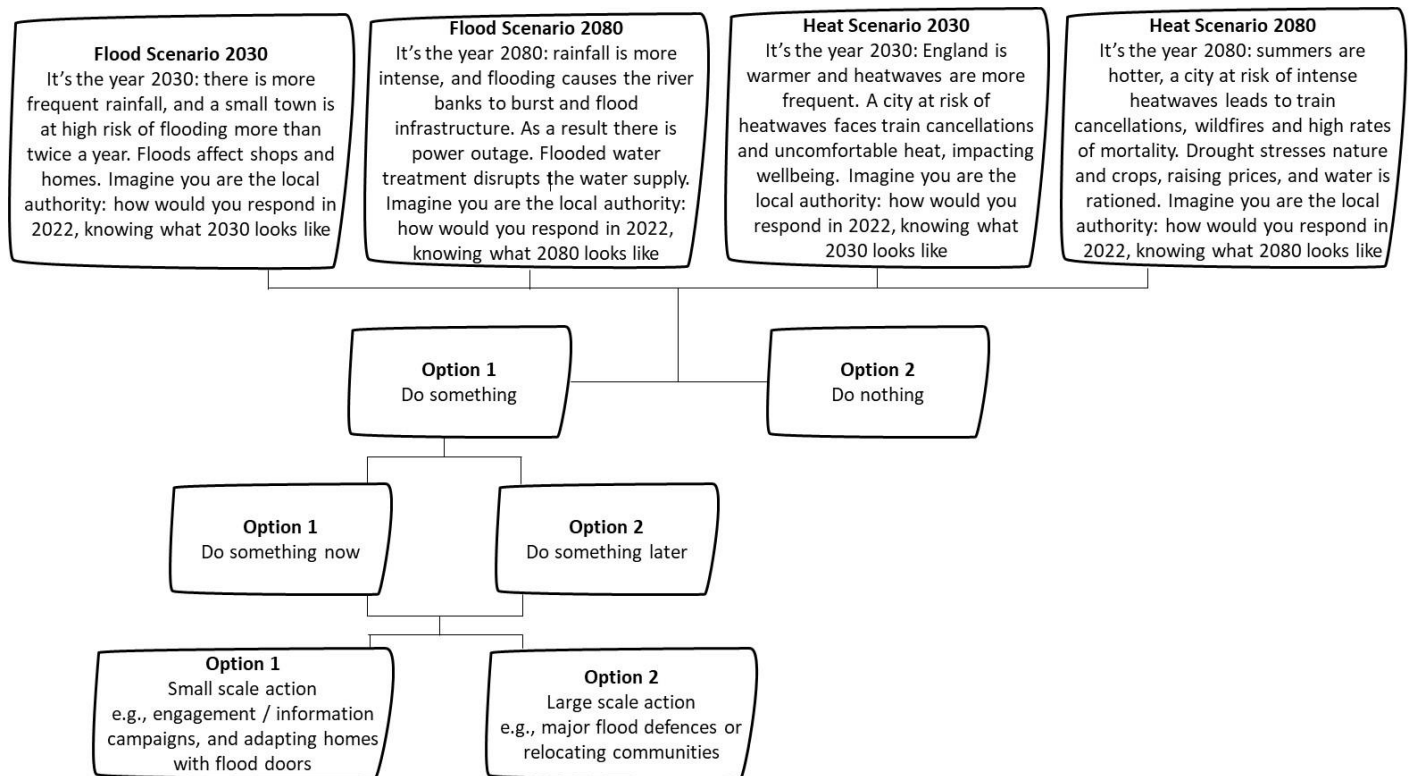 Flood Scenario 2030
It's the year 2030: there is more
frequent rainfall, and a small town is
at high risk of flooding more than
twice a year. Floods affect shops and
homes. Imagine you are the local
authority: how would you respond in
2022, knowing what 2030 looks like
Flood Scenario 2080
It's the year 2080: rainfall is more
intense, and flooding causes the river
banks to burst and flood
infrastructure. As a result there is
power outage. Flooded water
treatment disrupts the water supply.
Imagine you are the local authority:
how would you respond in 2022,
knowing what 2080 looks like
Heat Scenario 2030
It's the year 2030: England is
warmer and heatwaves are more
frequent. A city at risk of
heatwaves faces train cancellations
and uncomfortable heat, impacting
wellbeing. Imagine you are the
local authority: how would you
respond in 2022, knowing what
2030 looks like
Heat Scenario 2080
It's the year 2080: summers are
hotter, a city at risk of intense
heatwaves leads to train
cancellations, wildfires and high rates
of mortality. Drought stresses nature
and crops, raising prices, and water is
rationed. Imagine you are the local
authority: how would you respond in
2022, knowing what 2080 looks like
Option 1
Do something
Option 2
Do nothing
Option 1
Do something now
Option 2
Do something later
Option 1
Small scale action
e.g., engagement / information
campaigns, and adapting homes
with flood doors
Option 2
Large scale action
e.g., major flood defences or
relocating communities